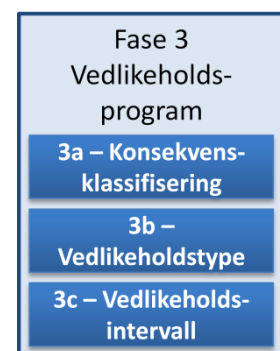 Fase 3
Vedlikeholds-
program
3a – Konsekvens-
klassifisering
3b –
Vedlikeholdstype
3c – Vedlikeholds-
intervall